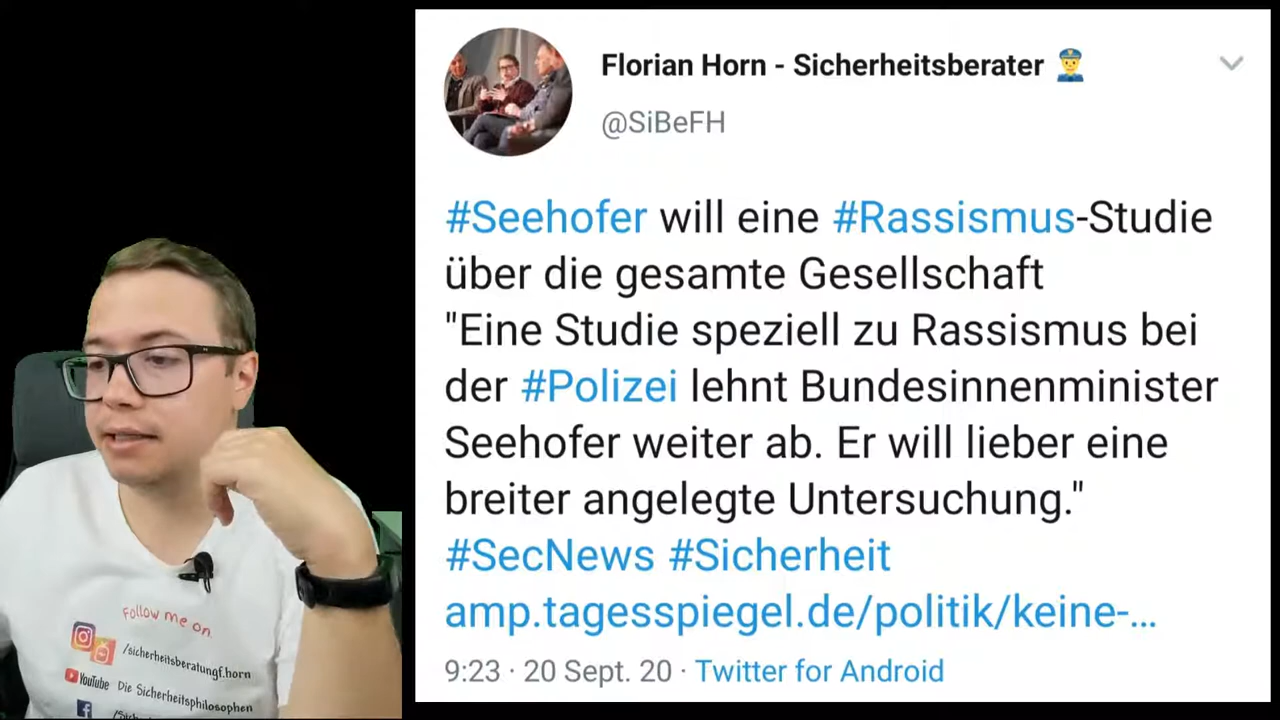 Florian Horn - Sicherheitsberater
@SiBeFH
#Seehofer will eine #Rassismus-Studie
über die gesamte Gesellschaft
"Eine Studie speziell zu Rassismus bei
der #Polizei lehnt Bundesinnenminister
Seehofer weiter ab. Er will lieber eine
breiter angelegte Untersuchung."
#SecNews #Sicherheit
amp.tagesspiegel.de/politik/keine-...
9:23 · 20 Sept. 20 · Twitter for Android
Follow me on
/sicherheitsberatungf.horn
YouTube Die Sicherheitsphilosophen